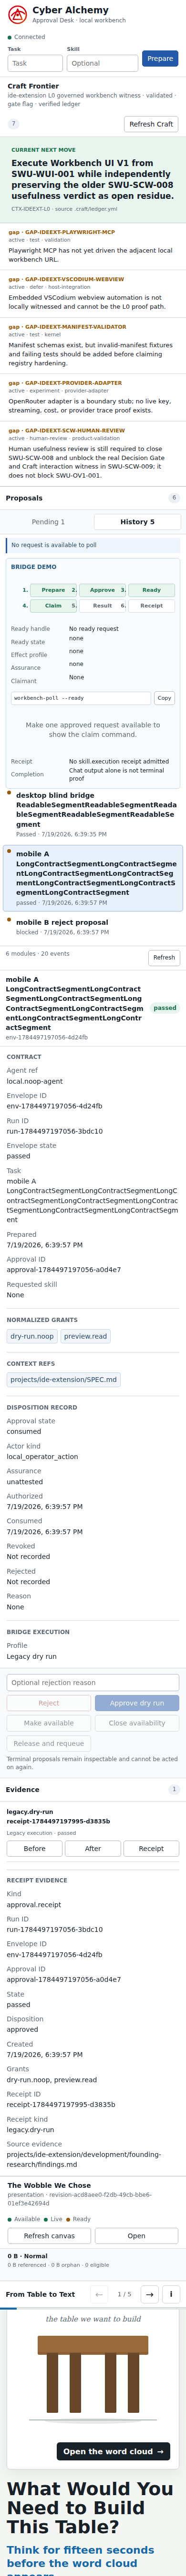 Cyber Alchemy
Approval Desk · local workbench
Connected
Task
Skill
Task
Optional
Prepare
Craft Frontier
ide-extension L0 governed workbench witness · validated ·
gate flag · verified ledger
7
Refresh Craft
CURRENT NEXT MOVE
Execute Workbench UI V1 from
SWU-WUI-001 while independently
preserving the older SWU-SCW-008
usefulness verdict as open residue.
CTX-IDEEXT-L0 · source .craft/ledger.yml
gap · GAP-IDEEXT-PLAYWRIGHT-MCP
active · test · validation
Playwright MCP has not yet driven the adjacent local
workbench URL.
gap · GAP-IDEEXT-VSCODIUM-WEBVIEW
active · defer · host-integration
Embedded VSCodium webview automation is not
locally witnessed and cannot be the L0 proof path.
gap · GAP-IDEEXT-MANIFEST-VALIDATOR
active · test · kernel
Manifest schemas exist, but invalid-manifest fixtures
and failing tests should be added before claiming
registry hardening.
gap · GAP-IDEEXT-PROVIDER-ADAPTER
active · experiment · provider-adapter
OpenRouter adapter is a boundary stub; no live key,
streaming, cost, or provider trace proof exists.
gap · GAP-IDEEXT-SCW-HUMAN-REVIEW
active · human-review · product-validation
Human usefulness review is still required to close
SWU-SCW-008 and unblock the real Decision Gate
and Craft interaction witness in SWU-SCW-009; it
does not block SWU-OV1-001.
Proposals
6
Pending 1
History 5
No request is available to poll
BRIDGE DEMO
1. Prepare
2. Approve
3. Ready
4. Claim
5. Result
6. Receipt
Ready handle
No ready request
Ready state
none
Effect profile
none
Assurance
none
Claimant
None
workbench-poll --ready
Copy
Make one approved request available to
show the claim command.
Receipt
No skill.execution receipt admitted
Completion
Chat output alone is not terminal
proof
desktop blind bridge
ReadableSegmentReadableSegmentReada
bleSegmentReadableSegmentReadableSe
gment
Passed · 7/19/2026, 6:39:35 PM
mobile A
LongContractSegmentLongContractSegme
ntLongContractSegmentLongContractSeg
mentLongContractSegmentLongContractS
egmentLongContractSegment
passed · 7/19/2026, 6:39:57 PM
mobile B reject proposal
blocked · 7/19/2026, 6:39:57 PM
6 modules · 20 events
Refresh
mobile A
LongContractSegmentLongContract
SegmentLongContractSegmentLong
ContractSegmentLongContractSegm
entLongContractSegmentLongContr
actSegment
passed
env-1784497197056-4d24fb
CONTRACT
Agent ref
local.noop-agent
Envelope ID
env-1784497197056-4d24fb
Run ID
run-1784497197056-3bdc10
Envelope state
passed
Task
mobile A
LongContractSegmentLongContractSegmentLongC
ontractSegmentLongContractSegmentLongContrac
tSegmentLongContractSegmentLongContractSegm
ent
Prepared
7/19/2026, 6:39:57 PM
Approval ID
approval-1784497197056-a0d4e7
Requested skill
None
NORMALIZED GRANTS
dry-run.noop
preview.read
CONTEXT REFS
projects/ide-extension/SPEC.md
DISPOSITION RECORD
Approval state
consumed
Actor kind
local_operator_action
Assurance
unattested
Authorized
7/19/2026, 6:39:57 PM
Consumed
7/19/2026, 6:39:57 PM
Revoked
Not recorded
Rejected
Not recorded
Reason
None
BRIDGE EXECUTION
Profile
Legacy dry run
Optional rejection reason
Reject
Approve dry run
Make available
Close availability
Release and requeue
Terminal proposals remain inspectable and cannot be acted
on again.
Evidence
1
legacy.dry-run
receipt-1784497197995-d3835b
Legacy execution · passed
Before
After
Receipt
RECEIPT EVIDENCE
Kind
approval.receipt
Run ID
run-1784497197056-3bdc10
Envelope ID
env-1784497197056-4d24fb
Approval ID
approval-1784497197056-a0d4e7
State
passed
Disposition
approved
Created
7/19/2026, 6:39:57 PM
Grants
dry-run.noop, preview.read
Receipt ID
receipt-1784497197995-d3835b
Receipt kind
legacy.dry-run
Source evidence
projects/ide-extension/development/founding-
research/findings.md
The Wobble We Chose
presentation · revision-acd8aee0-f2db-49cb-bbe6-
01ef3e42694d
Available
Live
Ready
Refresh canvas
Open
0 B · Normal
0 B referenced · 0 B orphan · 0 eligible
From Table to Text
←
1 / 5
→
i
the table we want to build
Open the word cloud →
What Would You
Need to Build
This Table?
Think for fifteen seconds
before the word cloud